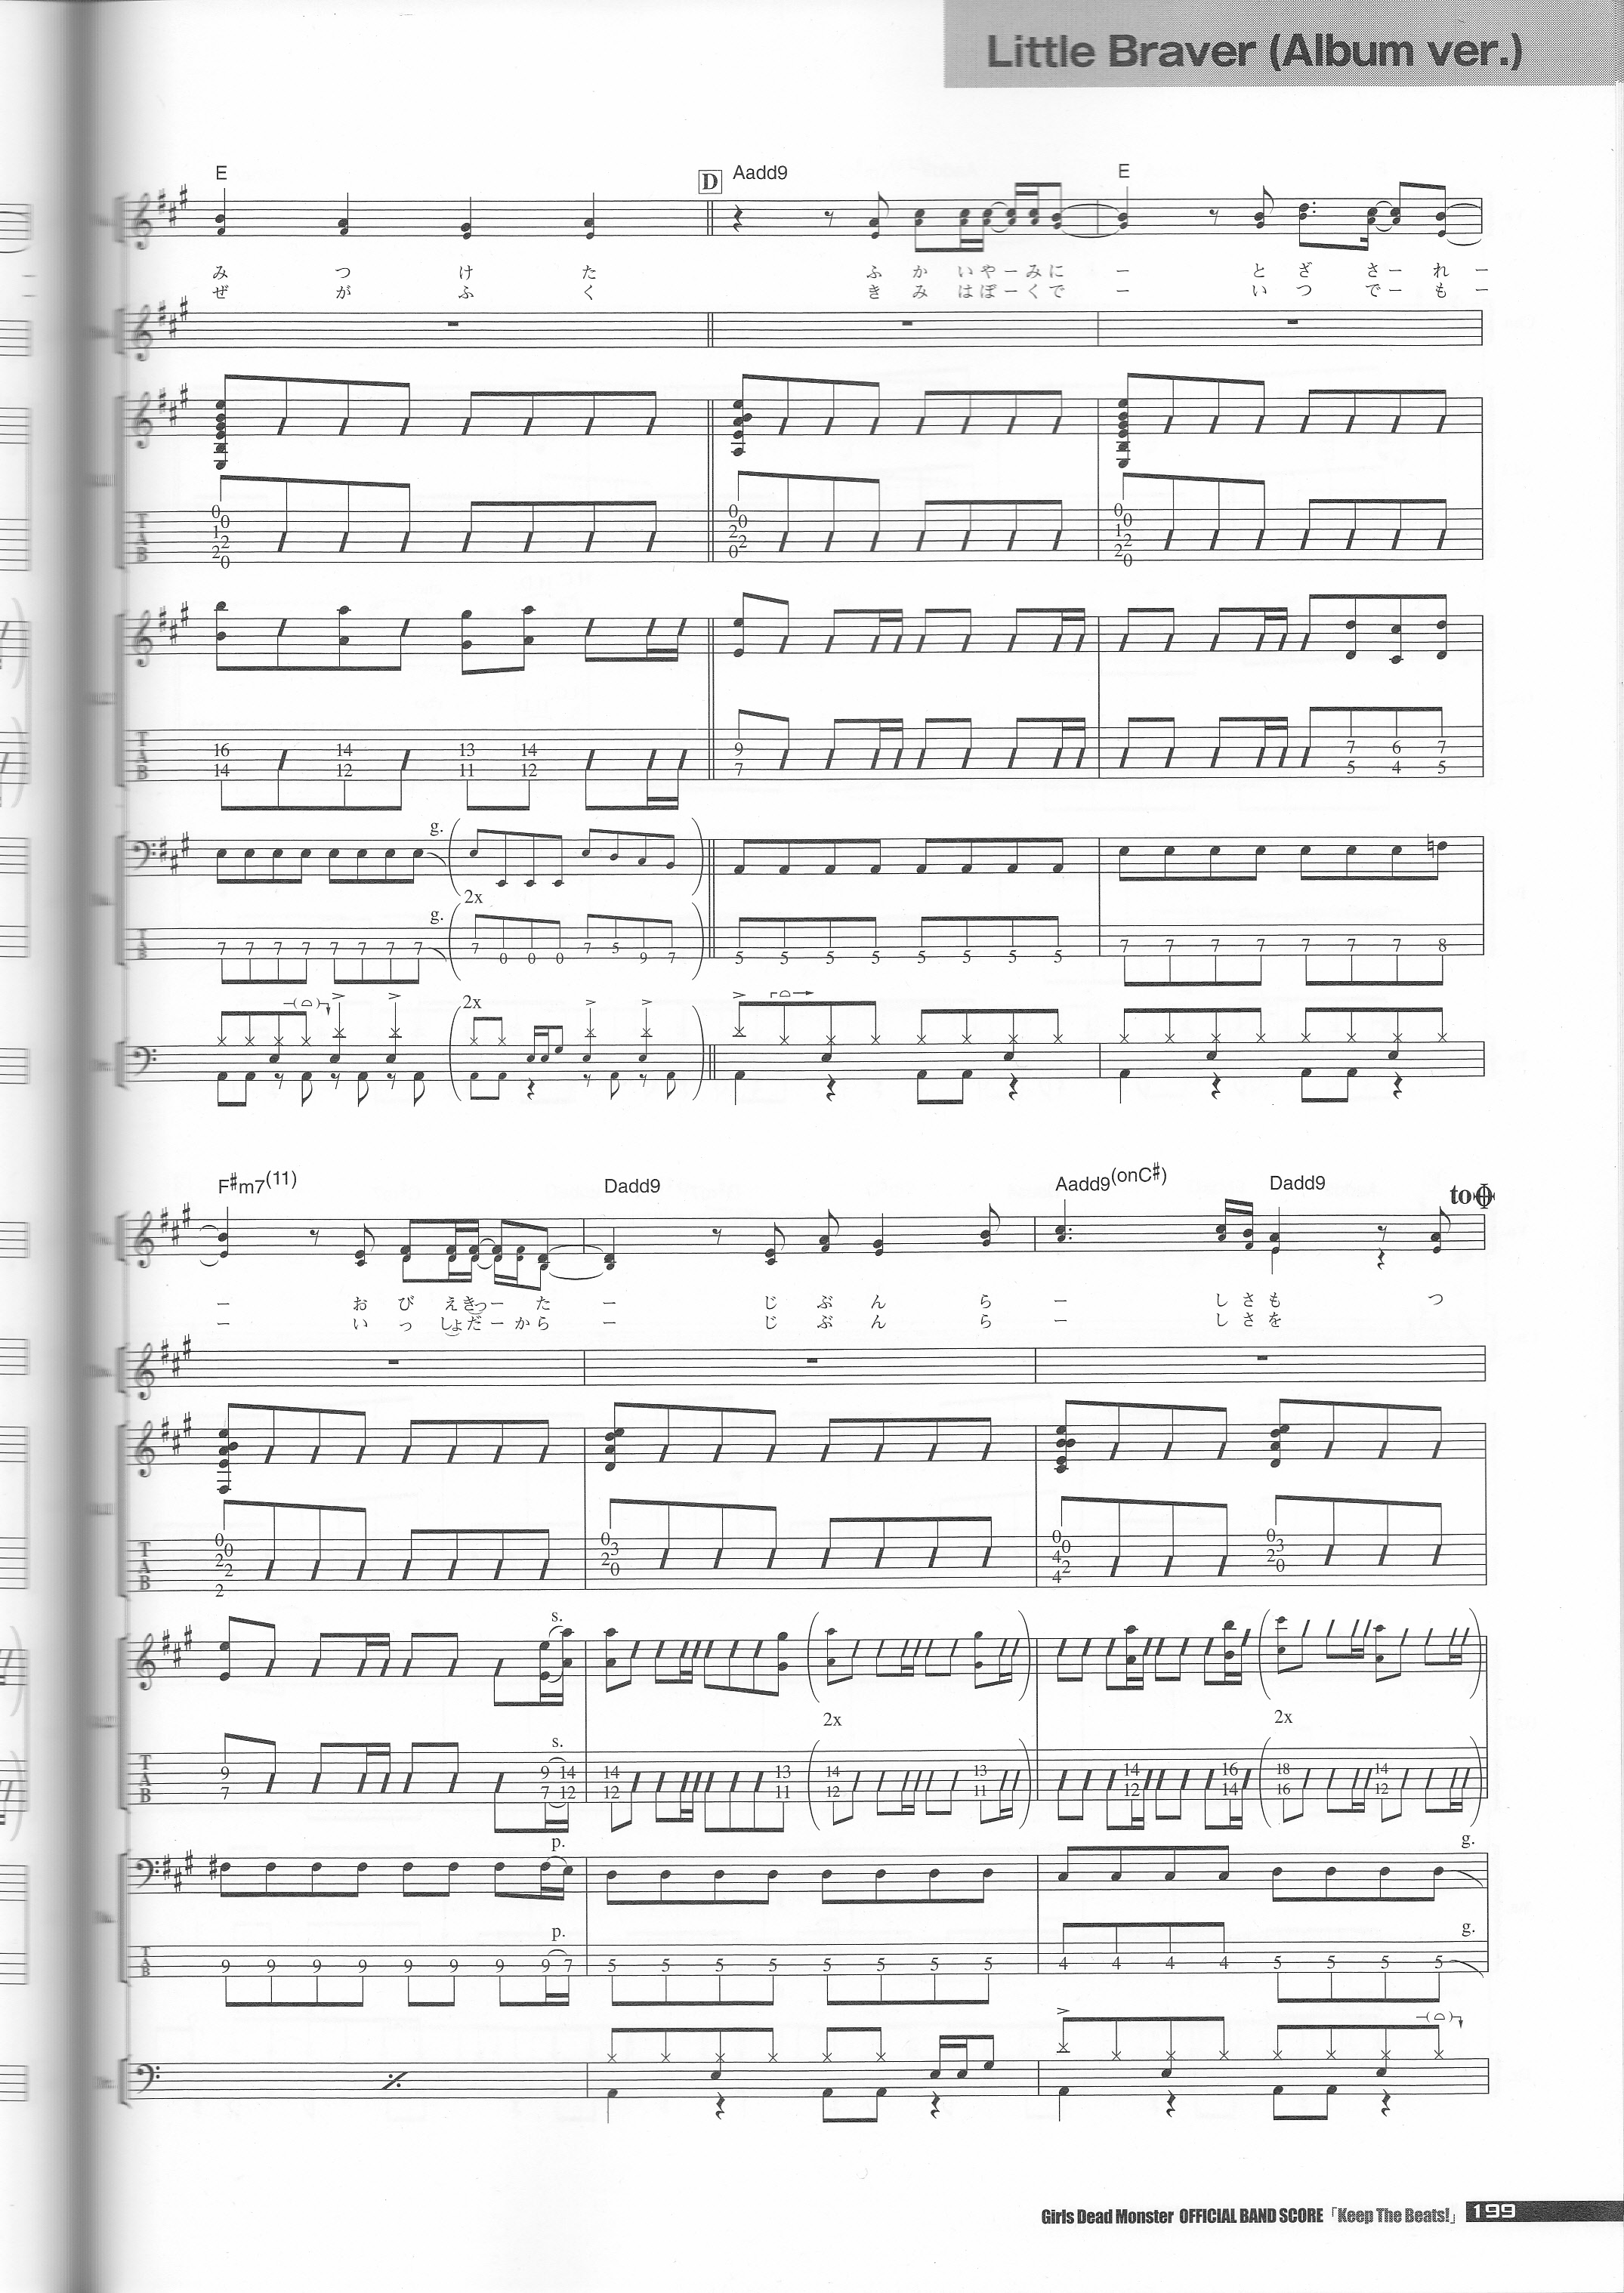 Little Braver (Album ver.)
E D Aadd9 E
み つ け た ふ か い や ー み に ー と ざ さ ー れ ー
ぜ が ふ く き み は ぼ ー く で ー い つ で ー も ー
0 0 1 2 2 0 0 0 2 2 0 0 0 1 2 2 0
T A B
16 14 13 14 9 7 6 7
14 12 11 12 7 5 4 5
g.
2x
g.
7 7 7 7 7 7 7 7 7 0 0 0 7 5 9 7 5 5 5 5 5 5 5 5 7 7 7 7 7 7 7 8
2x
F#m7(11) Dadd9 Aadd9(onC#) Dadd9 to
ー お び え きっ ー た ー じ ぶ ん ら ー し さ も つ
ー い っ しょ だ ー か ら ー じ ぶ ん ら ー し さ を
0 0 2 2 2 0 3 2 0 0 0 4 2 4 0 3 2 0
T A B
s.
2x 2x
s.
9 9 14 14 13 14 13 14 16 18 14
7 7 12 12 11 12 11 12 14 16 12
p. g.
p. g.
9 9 9 9 9 9 9 9 7 5 5 5 5 5 5 5 5 4 4 4 4 5 5 5 5
Girls Dead Monster OFFICIAL BAND SCORE「Keep The Beats!」 199